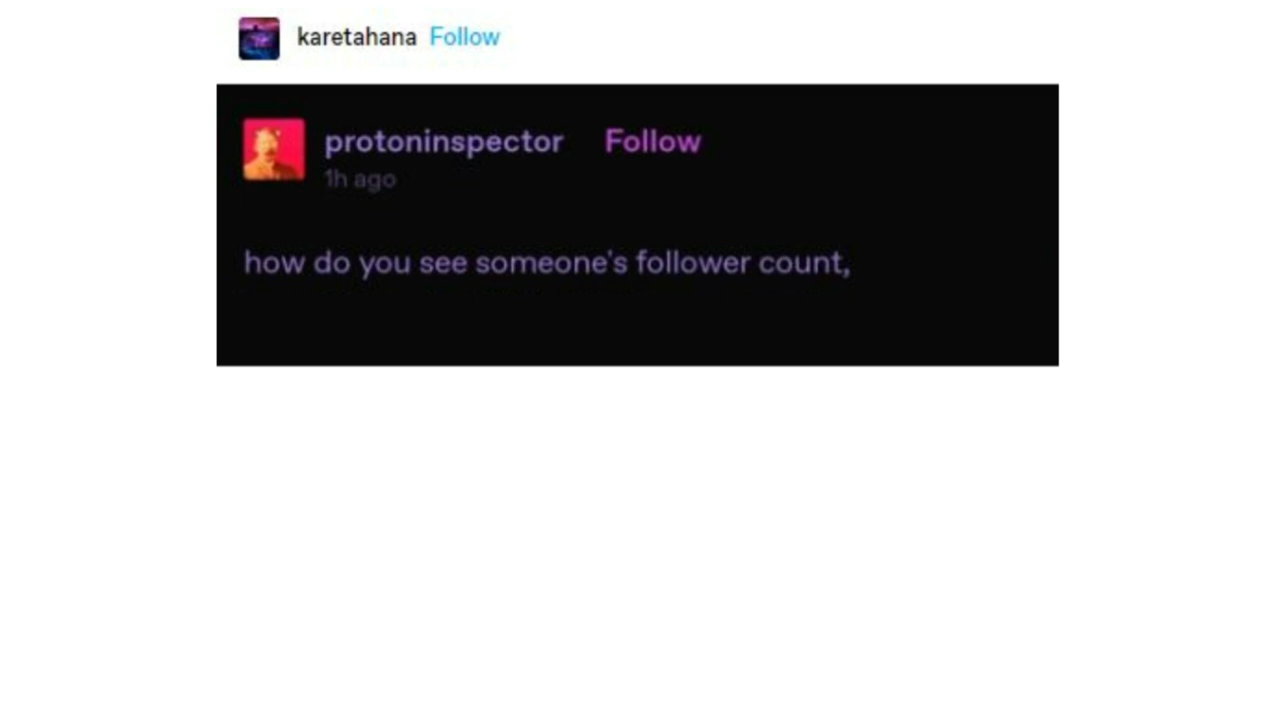 karetahana Follow
protoninspector Follow
1h ago
how do you see someone's follower count,